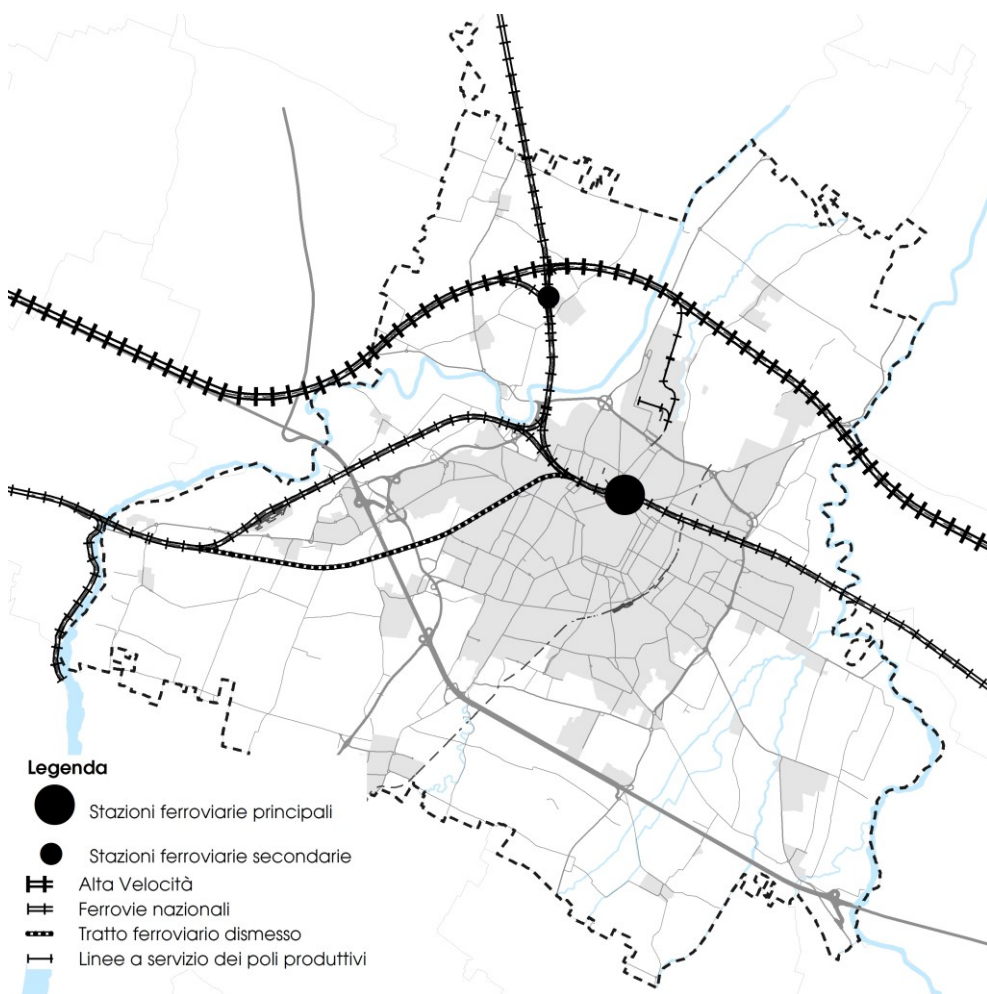 Legenda
Stazioni ferroviarie principali
Stazioni ferroviarie secondarie
Alta Velocità
Ferrovie nazionali
Tratto ferroviario dismesso
Linee a servizio dei poli produttivi